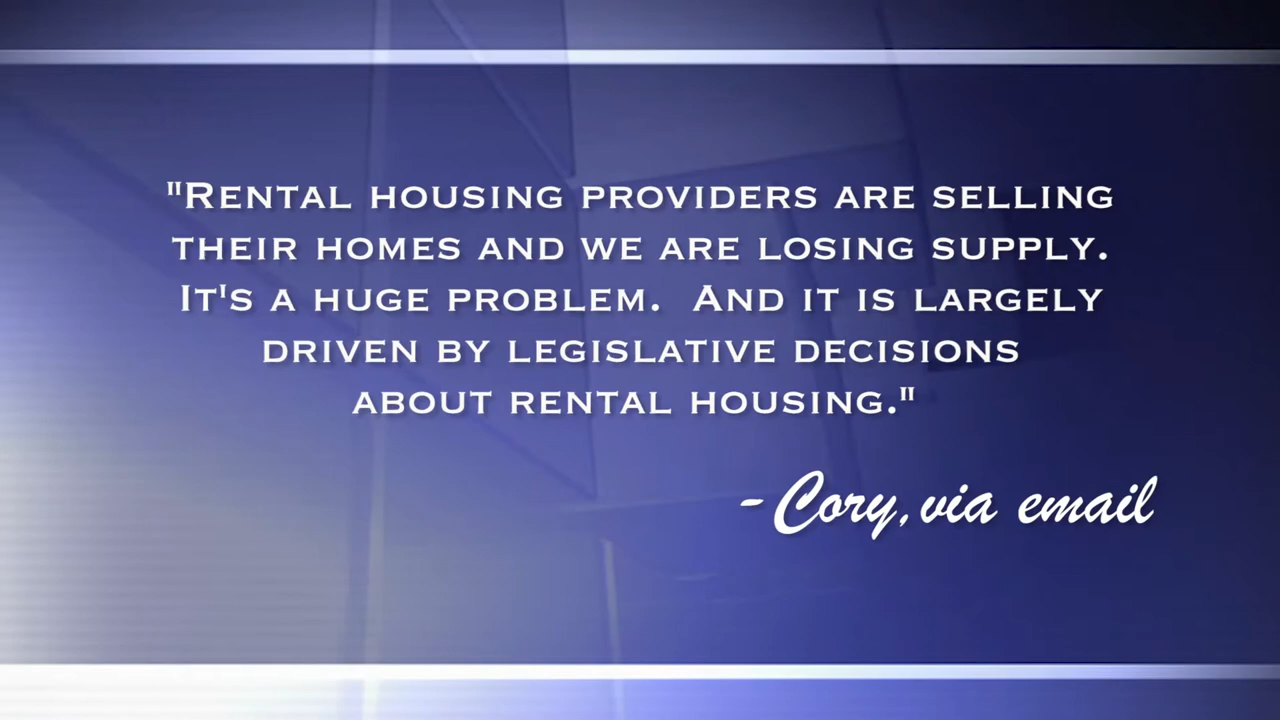 "Rental housing providers are selling
their homes and we are losing supply.
It's a huge problem.  And it is largely
driven by legislative decisions
about rental housing."
-Cory, via email